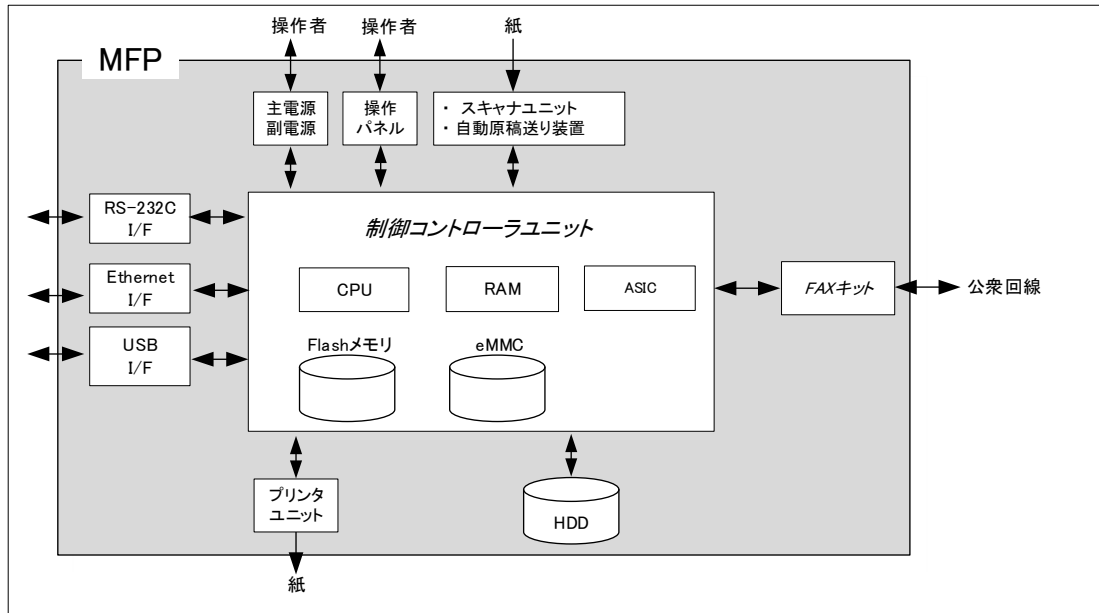 操作者
操作者
紙
MFP
主電源
副電源
操作
パネル
・ スキャナユニット
・ 自動原稿送り装置
RS-232C
I/F
制御コントローラユニット
Ethernet
I/F
CPU
RAM
ASIC
FAXキット
公衆回線
USB
I/F
Flashメモリ
eMMC
プリンタ
ユニット
HDD
紙